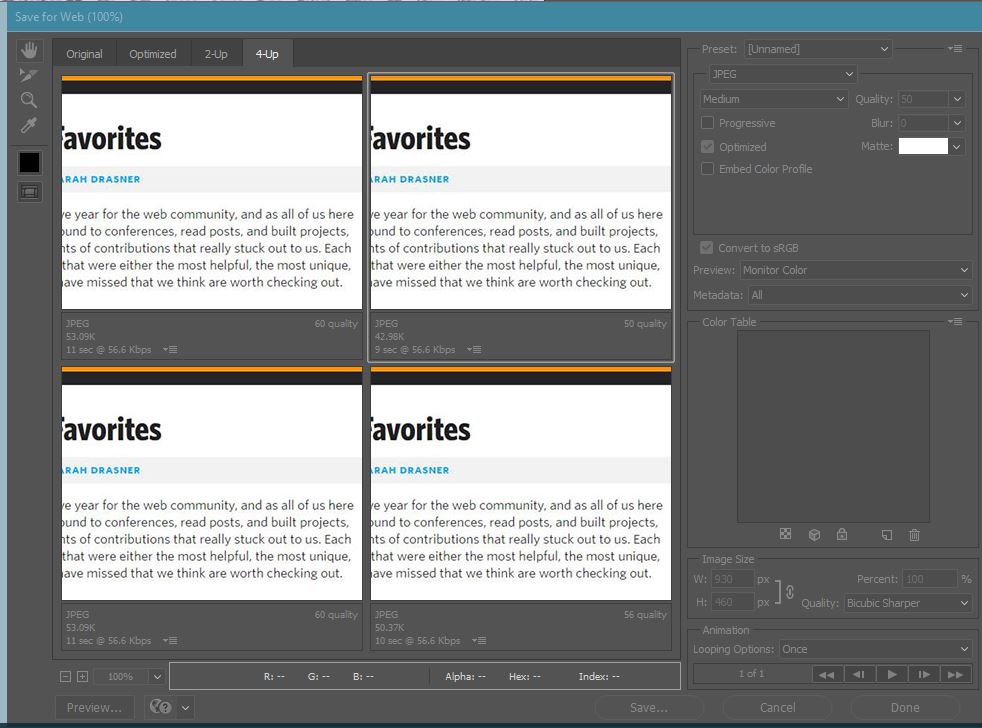 Save for Web (100%)
Original
Optimized
2-Up
4-Up
Favorites
ARAH DRASNER
ve year for the web community, and as all of us here
ound to conferences, read posts, and built projects,
nts of contributions that really stuck out to us. Each
that were either the most helpful, the most unique,
have missed that we think are worth checking out.
JPEG
60 quality
53.09K
11 sec @ 56.6 Kbps
Favorites
ARAH DRASNER
ve year for the web community, and as all of us here
ound to conferences, read posts, and built projects,
nts of contributions that really stuck out to us. Each
that were either the most helpful, the most unique,
have missed that we think are worth checking out.
JPEG
50 quality
42.98K
9 sec @ 56.6 Kbps
Favorites
ARAH DRASNER
ve year for the web community, and as all of us here
ound to conferences, read posts, and built projects,
nts of contributions that really stuck out to us. Each
that were either the most helpful, the most unique,
have missed that we think are worth checking out.
JPEG
60 quality
53.09K
11 sec @ 56.6 Kbps
Favorites
ARAH DRASNER
ve year for the web community, and as all of us here
ound to conferences, read posts, and built projects,
nts of contributions that really stuck out to us. Each
that were either the most helpful, the most unique,
have missed that we think are worth checking out.
JPEG
56 quality
50.37K
10 sec @ 56.6 Kbps
100%
R: --
G: --
B: --
Alpha: --
Hex: --
Index: --
Preview...
Preset: [Unnamed]
JPEG
Medium
Quality: 50
Progressive
Blur: 0
Optimized
Matte:
Embed Color Profile
Convert to sRGB
Preview: Monitor Color
Metadata: All
Color Table
Image Size
W: 930 px
Percent: 100 %
H: 460 px
Quality: Bicubic Sharper
Animation
Looping Options: Once
1 of 1
Save...
Cancel
Done